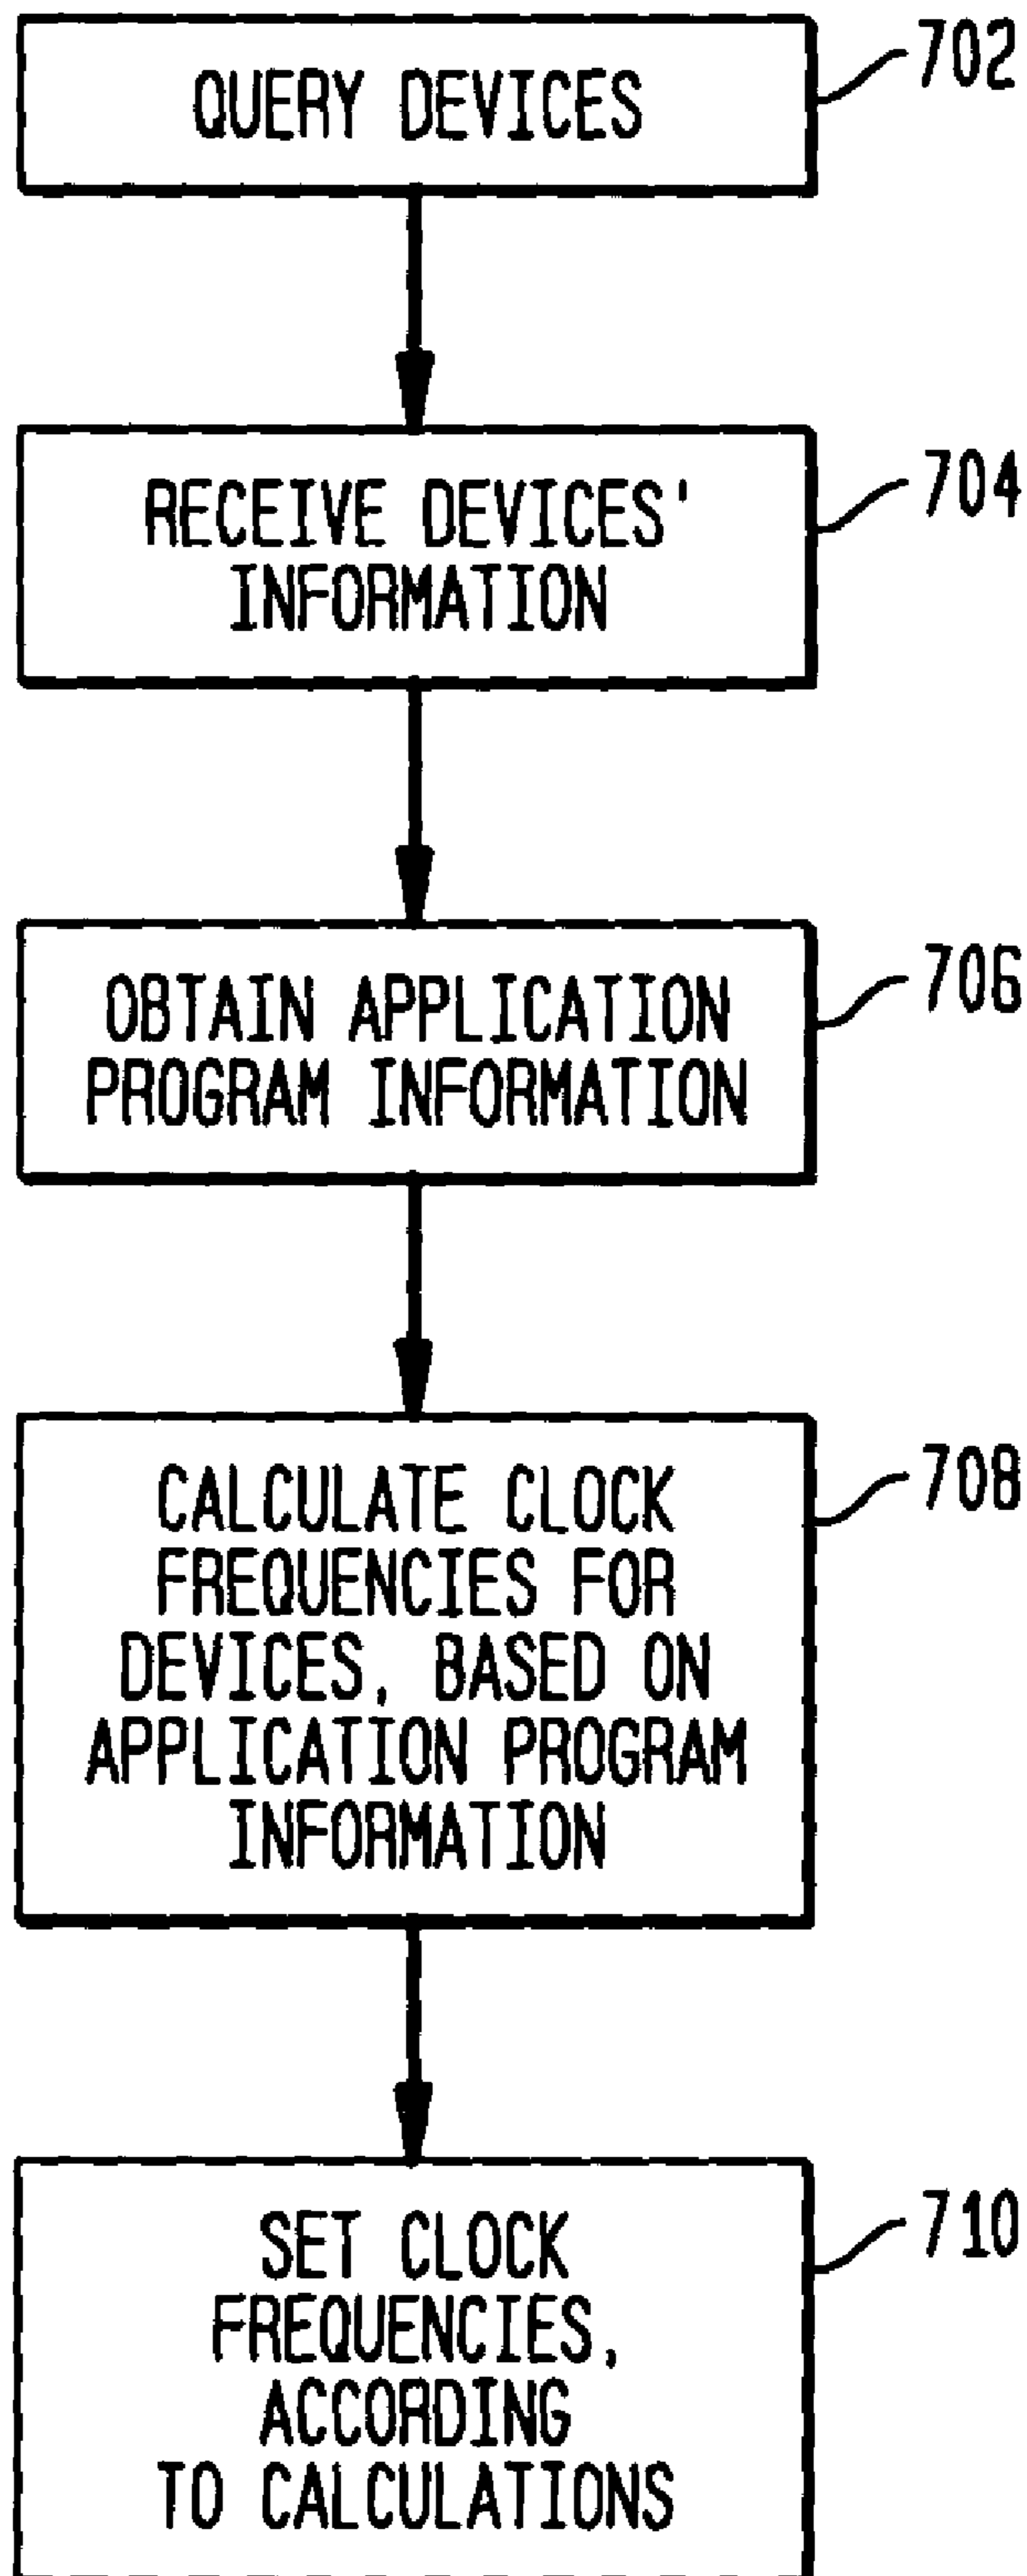 QUERY DEVICES
702
RECEIVE DEVICES'
INFORMATION
704
OBTAIN APPLICATION
PROGRAM INFORMATION
706
CALCULATE CLOCK
FREQUENCIES FOR
DEVICES, BASED ON
APPLICATION PROGRAM
INFORMATION
708
SET CLOCK
FREQUENCIES,
ACCORDING
TO CALCULATIONS
710